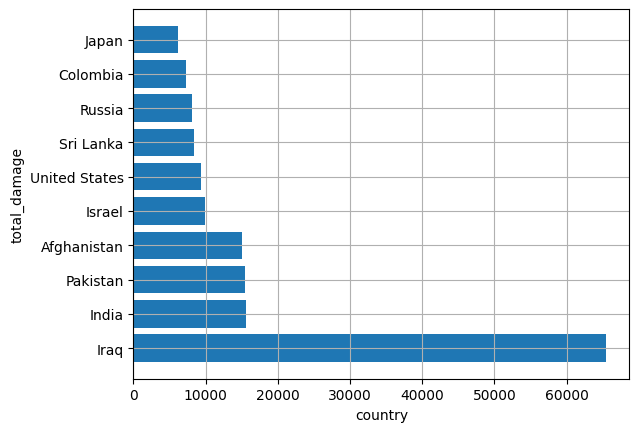 Japan
Colombia
Russia
Sri Lanka
United States
Israel
Afghanistan
Pakistan
India
Iraq
total_damage
0 10000 20000 30000 40000 50000 60000
country